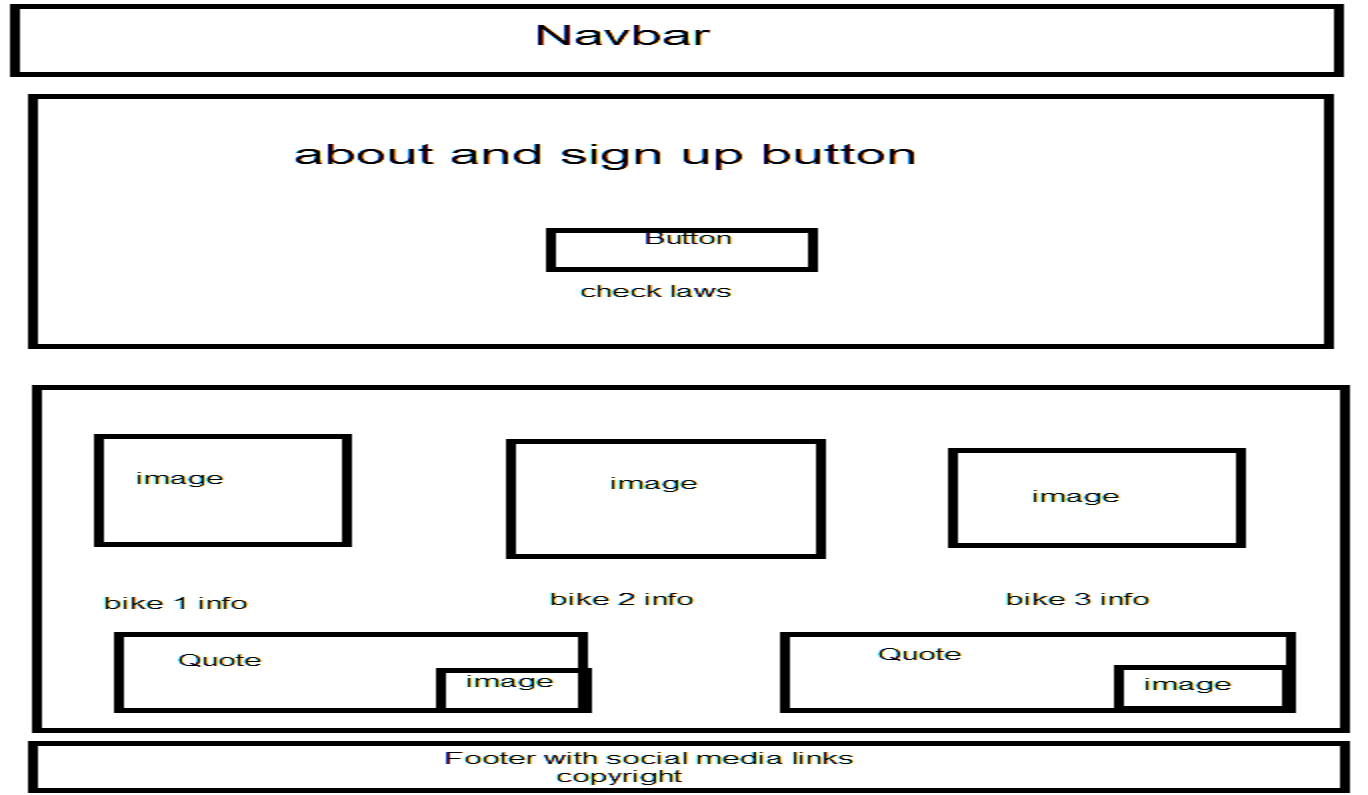 Navbar
about and sign up button
Button
check laws
image
image
image
bike 1 info
bike 2 info
bike 3 info
Quote
image
Quote
image
Footer with social media links
copyright